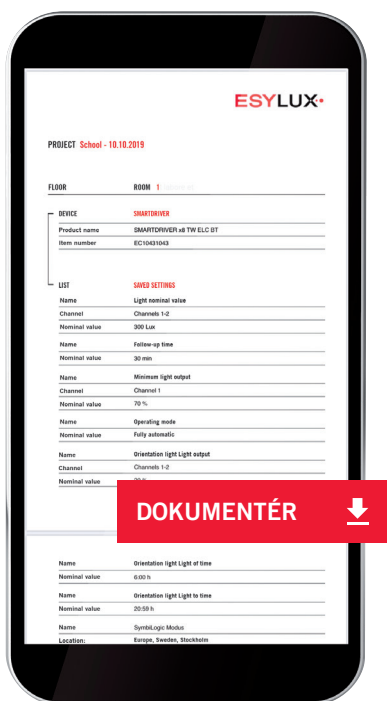 ESYLUX
PROJECT School - 10.10.2019
FLOOR ROOM 1
DEVICE SMARTDRIVER
Product name SMARTDRIVER x8 TW ELC BT
Item number EC10431043
LIST SAVED SETTINGS
Name Light nominal value
Channel Channels 1-2
Nominal value 300 Lux
Name Follow-up time
Nominal value 30 min
Name Minimum light output
Channel Channel 1
Nominal value 70 %
Name Operating mode
Nominal value Fully automatic
Name Orientation light Light output
Channel Channels 1-2
Nominal value
DOKUMENTÉR
Name Orientation light Light of time
Nominal value 6:00 h
Name Orientation light Light to time
Nominal value 20:59 h
Name SymbiLogic Modus
Location: Europe, Sweden, Stockholm